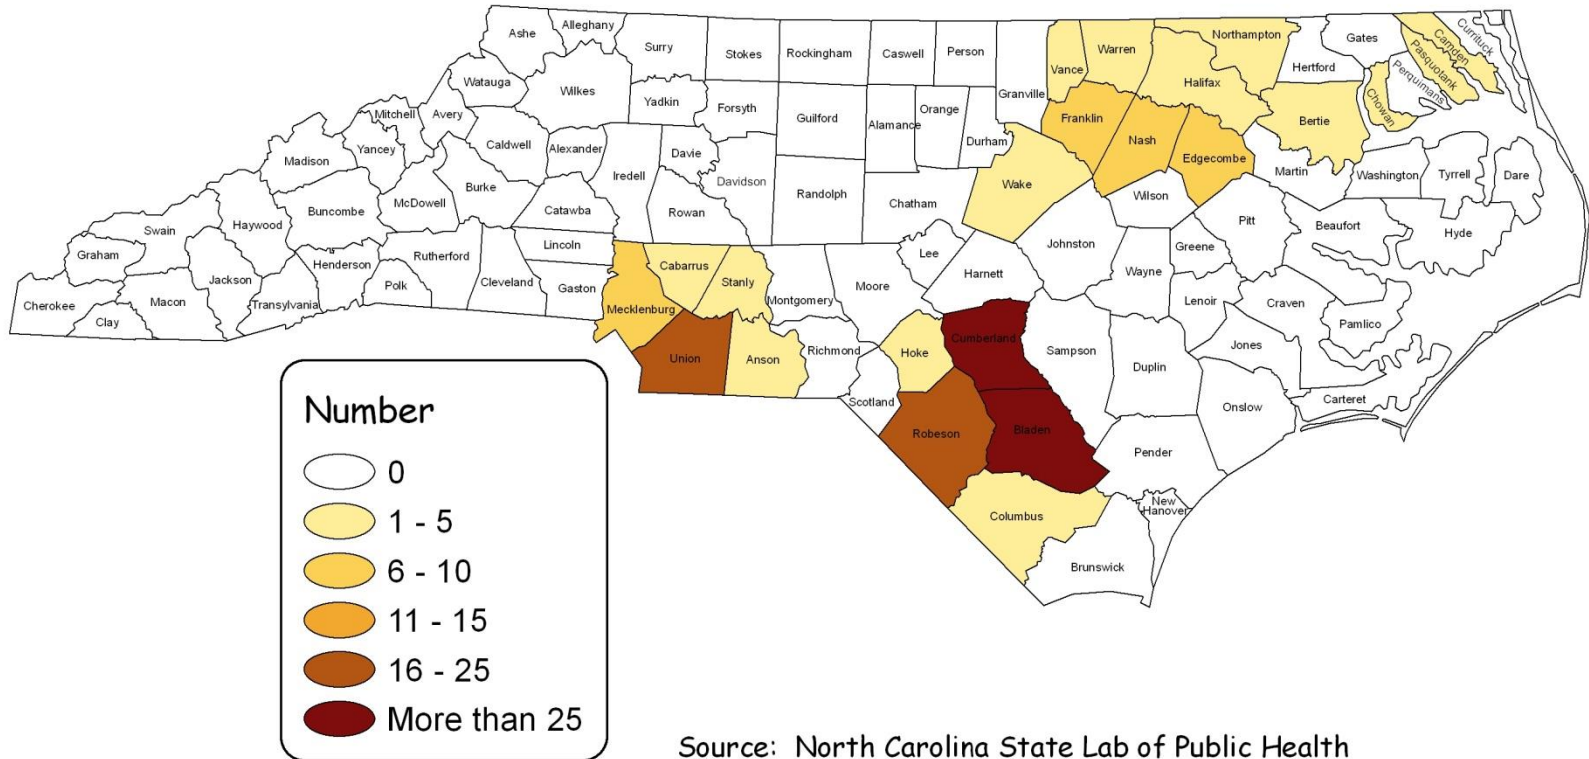 Ashe
Alleghany
Surry
Stokes
Rockingham
Caswell
Person
Granville
Vance
Warren
Northampton
Halifax
Hertford
Gates
Currituck
Camden
Pasquotank
Perquimans
Chowan
Bertie
Watauga
Wilkes
Yadkin
Forsyth
Guilford
Alamance
Orange
Durham
Franklin
Nash
Edgecombe
Martin
Washington
Tyrrell
Dare
Mitchell
Avery
Caldwell
Alexander
Iredell
Davie
Davidson
Randolph
Chatham
Wake
Wilson
Pitt
Beaufort
Hyde
Madison
Yancey
McDowell
Burke
Catawba
Rowan
Lee
Johnston
Greene
Swain
Haywood
Buncombe
Rutherford
Lincoln
Cabarrus
Stanly
Montgomery
Moore
Harnett
Wayne
Lenoir
Craven
Pamlico
Graham
Jackson
Henderson
Polk
Cleveland
Gaston
Mecklenburg
Cherokee
Clay
Macon
Transylvania
Union
Anson
Richmond
Hoke
Cumberland
Sampson
Duplin
Jones
Scotland
Robeson
Bladen
Pender
Onslow
Carteret
Columbus
New
Hanover
Brunswick
Number
0
1 - 5
6 - 10
11 - 15
16 - 25
More than 25
Source: North Carolina State Lab of Public Health